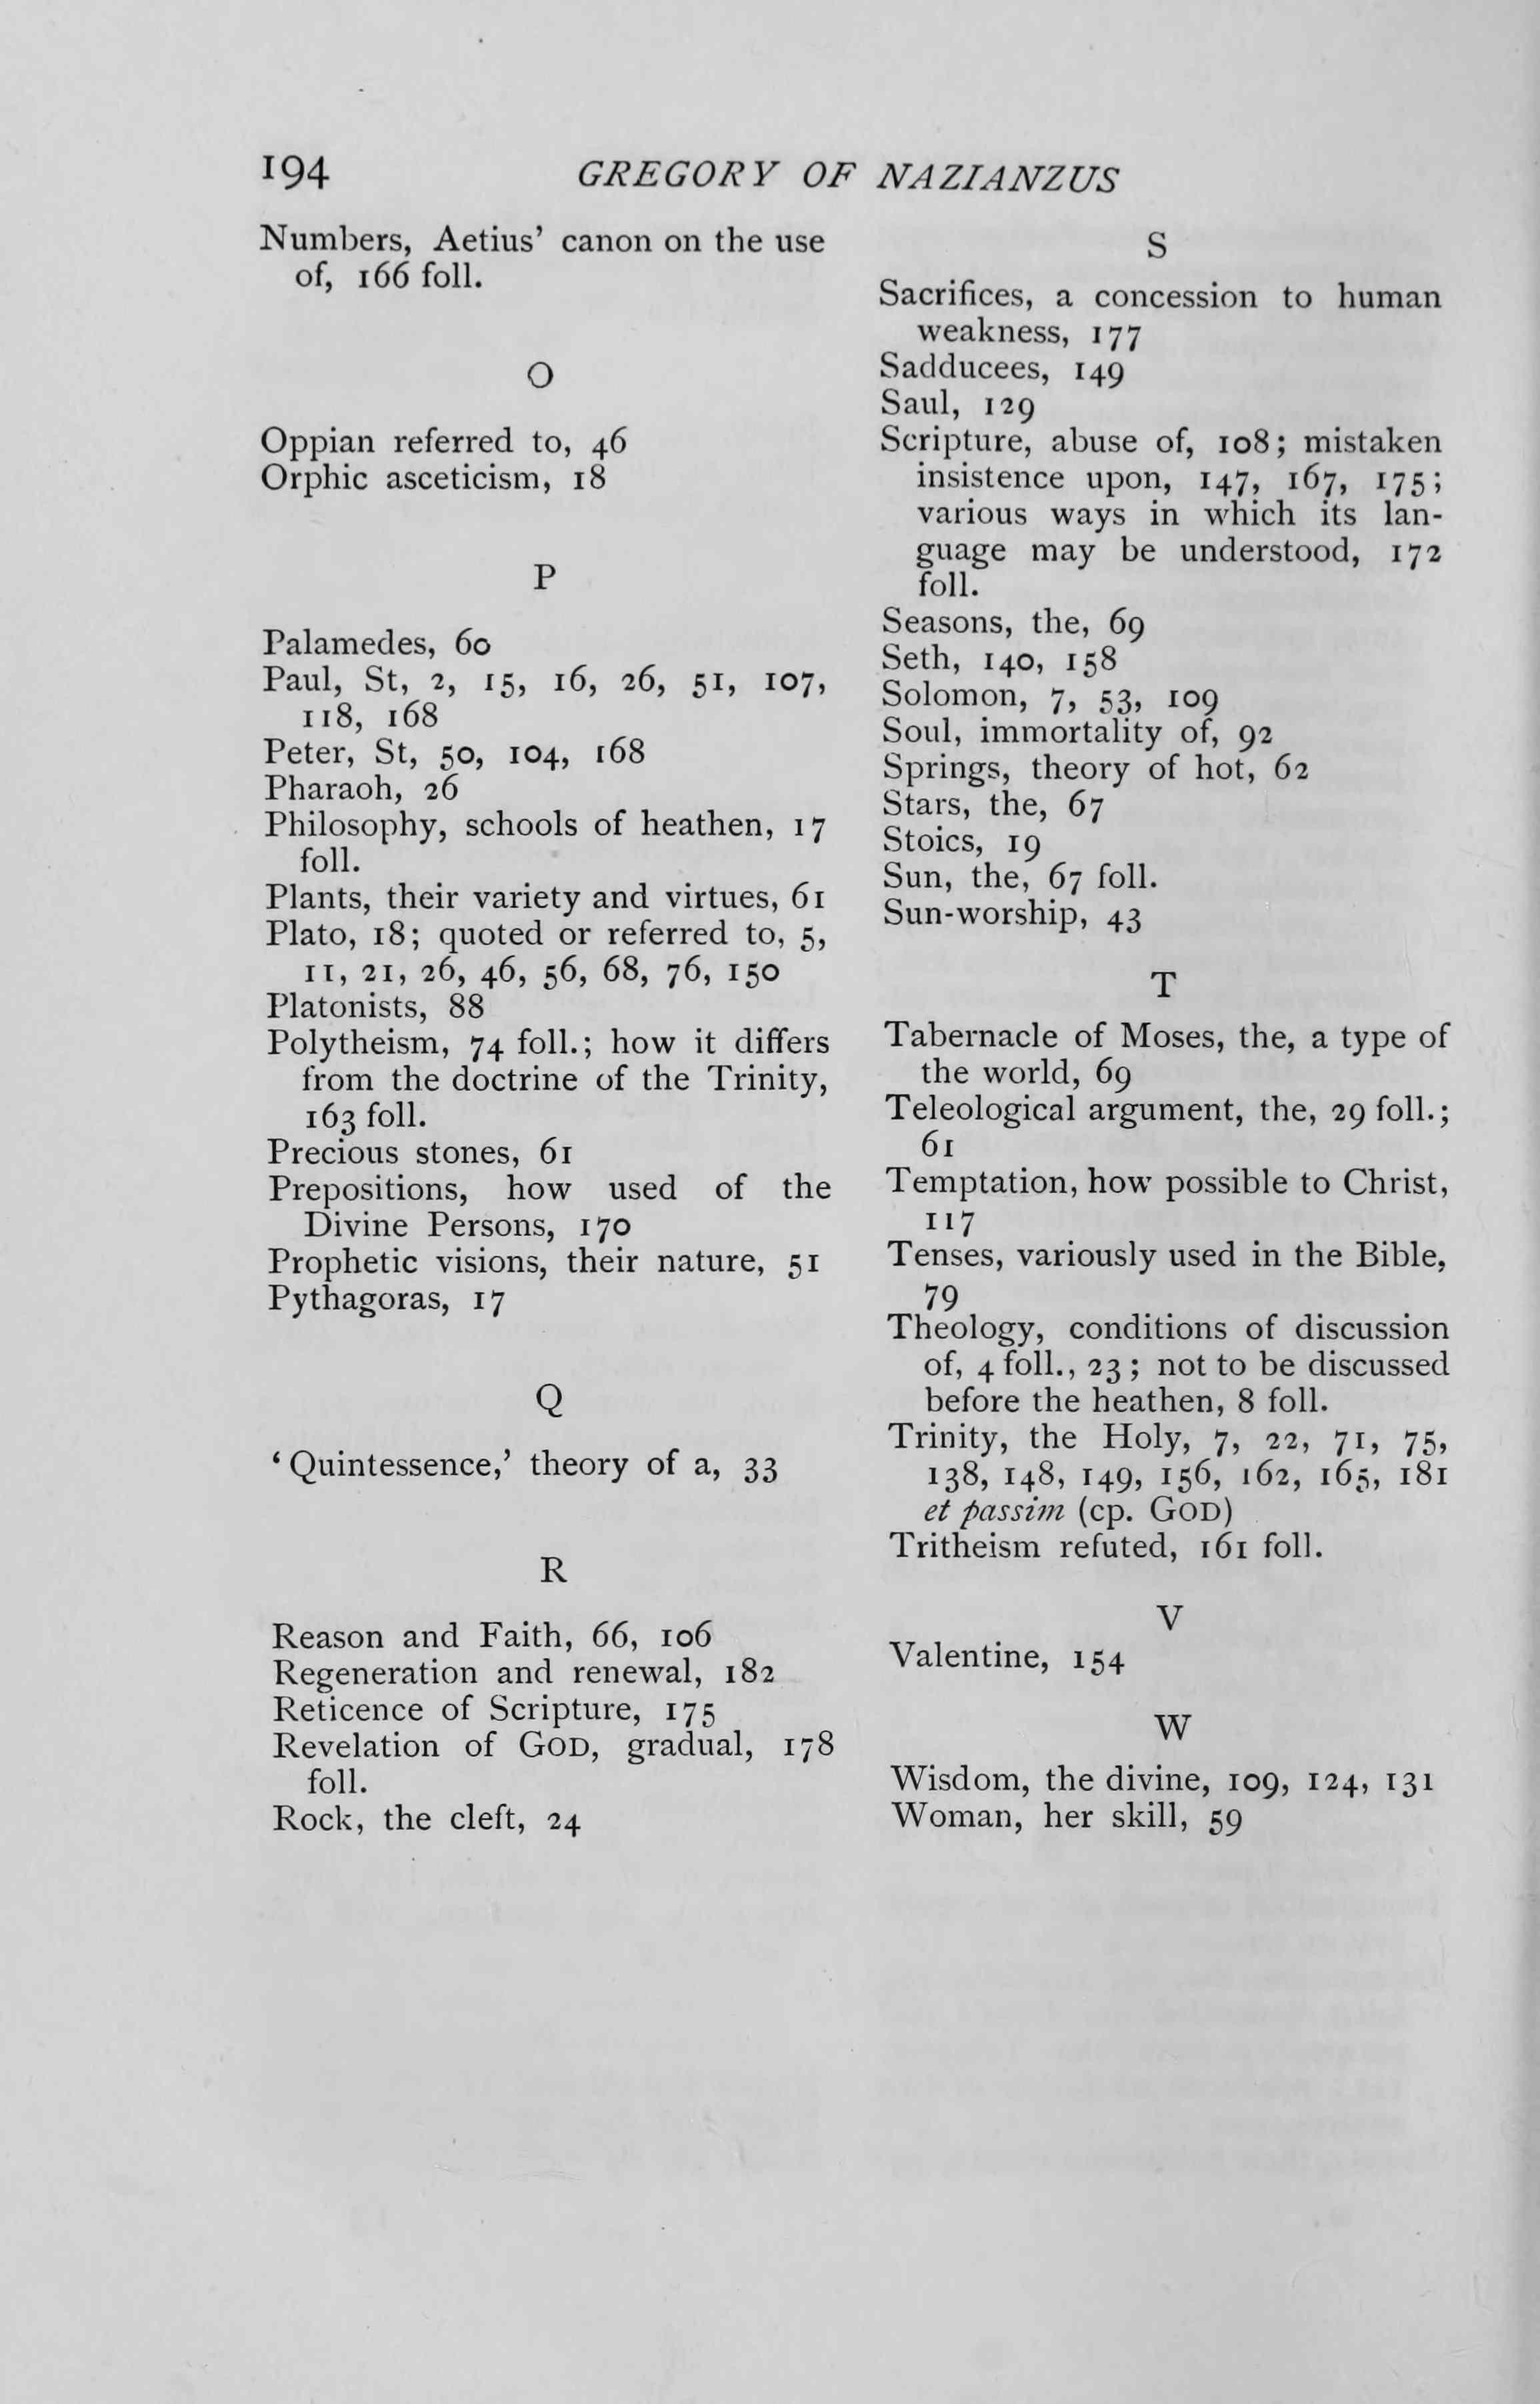 194 GREGORY OF NAZIANZUS
Numbers, Aetius' canon on the use
of, 166 foll.
O
Oppian referred to, 46
Orphic asceticism, 18
P
Palamedes, 60
Paul, St, 2, 15, 16, 26, 51, 107,
118, 168
Peter, St, 50, 104, 168
Pharaoh, 26
Philosophy, schools of heathen, 17
foll.
Plants, their variety and virtues, 61
Plato, 18; quoted or referred to, 5,
11, 21, 26, 46, 56, 68, 76, 150
Platonists, 88
Polytheism, 74 foll.; how it differs
from the doctrine of the Trinity,
163 foll.
Precious stones, 61
Prepositions, how used of the
Divine Persons, 170
Prophetic visions, their nature, 51
Pythagoras, 17
Q
'Quintessence,' theory of a, 33
R
Reason and Faith, 66, 106
Regeneration and renewal, 182
Reticence of Scripture, 175
Revelation of GOD, gradual, 178
foll.
Rock, the cleft, 24
S
Sacrifices, a concession to human
weakness, 177
Sadducees, 149
Saul, 129
Scripture, abuse of, 108; mistaken
insistence upon, 147, 167, 175;
various ways in which its lan-
guage may be understood, 172
foll.
Seasons, the, 69
Seth, 140, 158
Solomon, 7, 53, 109
Soul, immortality of, 92
Springs, theory of hot, 62
Stars, the, 67
Stoics, 19
Sun, the, 67 foll.
Sun-worship, 43
T
Tabernacle of Moses, the, a type of
the world, 69
Teleological argument, the, 29 foll.;
61
Temptation, how possible to Christ,
117
Tenses, variously used in the Bible,
79
Theology, conditions of discussion
of, 4 foll., 23; not to be discussed
before the heathen, 8 foll.
Trinity, the Holy, 7, 22, 71, 75,
138, 148, 149, 156, 162, 165, 181
et passim (cp. GOD)
Tritheism refuted, 161 foll.
V
Valentine, 154
W
Wisdom, the divine, 109, 124, 131
Woman, her skill, 59